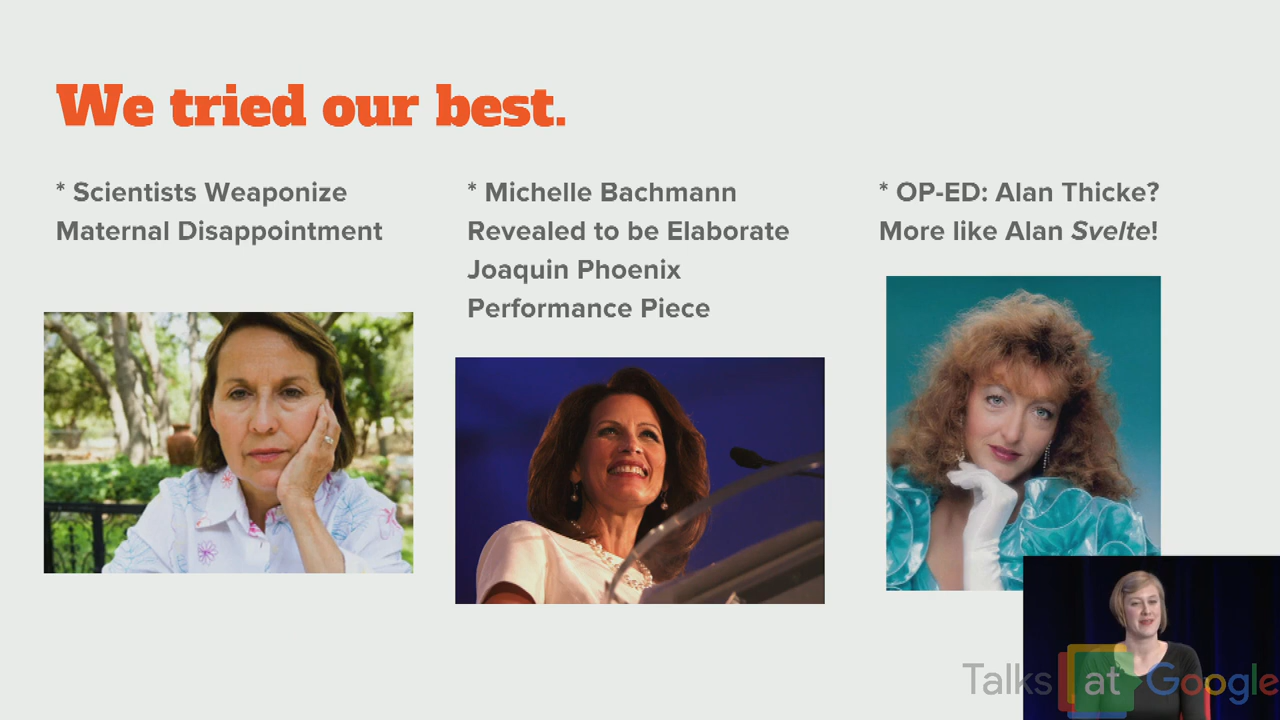 We tried our best.
* Scientists Weaponize
Maternal Disappointment
* Michelle Bachmann
Revealed to be Elaborate
Joaquin Phoenix
Performance Piece
* OP-ED: Alan Thicke?
More like Alan Svelte!
Talks at Google